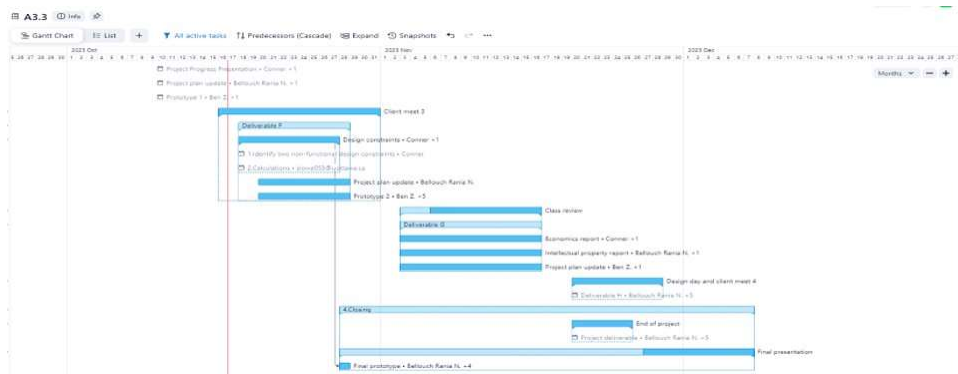 A3.3 Info
Gantt Chart List + All active tasks Predecessors (Cascade) Expand Snapshots
2023 Oct 2023 Nov 2023 Dec
Months
Project Progress Presentation • Conner +1
Project plan update • Bellouch Rania N. +1
Prototype 1 • Ben Z. +1
Client meet 3
Deliverable F
Design constraints • Conner +1
1.Identify two non-functional design constraints • Conner
2.Calculations •
Project plan update • Bellouch Rania N.
Prototype 2 • Ben Z. +5
Class review
Deliverable G
Economics report • Conner +1
Intellectual property report • Bellouch Rania N. +1
Project plan update • Ben Z. +1
Design day and client meet 4
Deliverable H • Bellouch Rania N. +5
4.Closing
End of project
Project deliverable • Bellouch Rania N. +5
Final presentation
Final prototype • Bellouch Rania N. +4